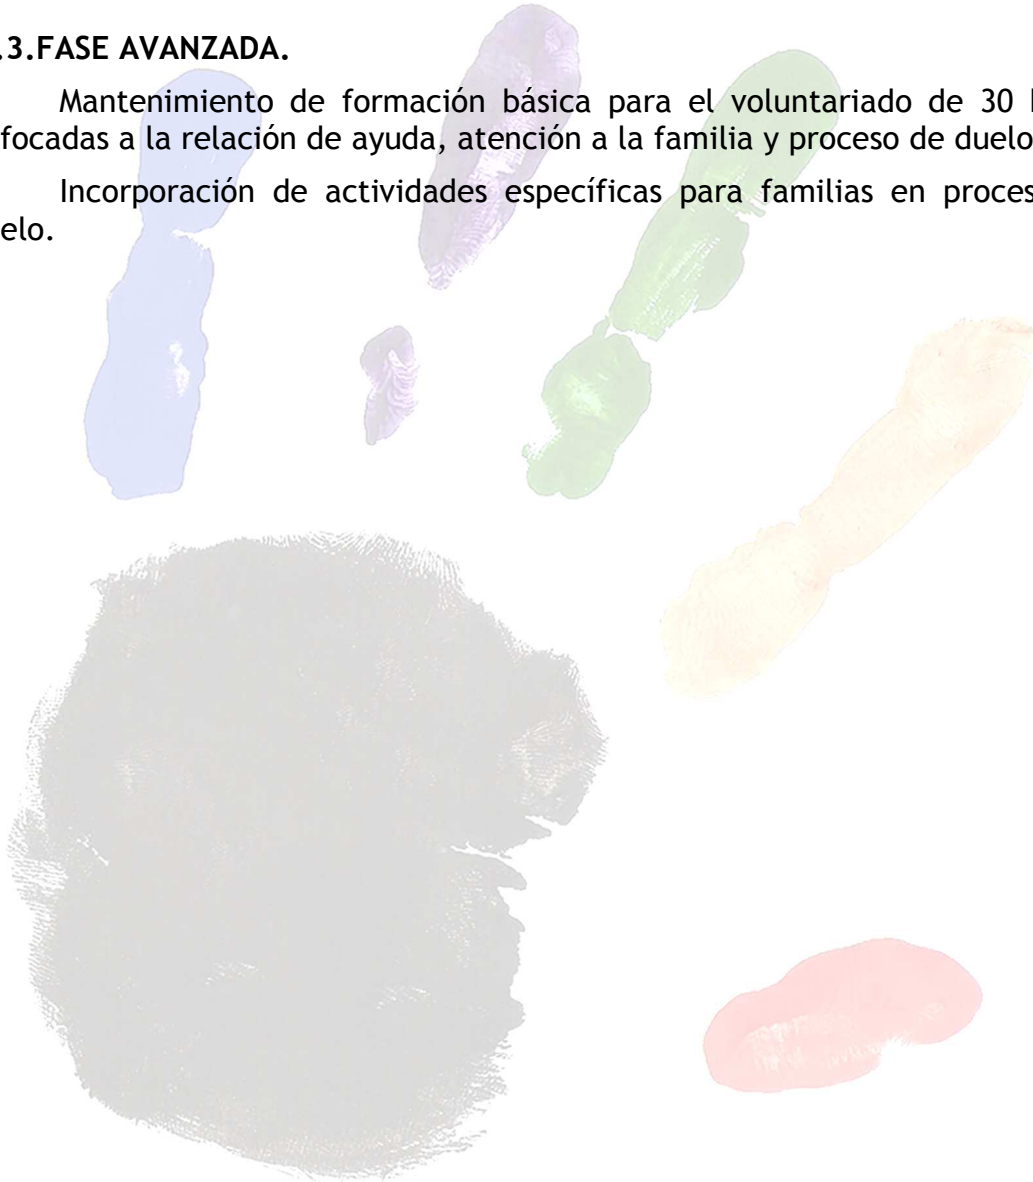 .3.FASE AVANZADA.
Mantenimiento de formación básica para el voluntariado de 30
focadas a la relación de ayuda, atención a la familia y proceso de duelo
Incorporación de actividades específicas para familias en proces
elo.